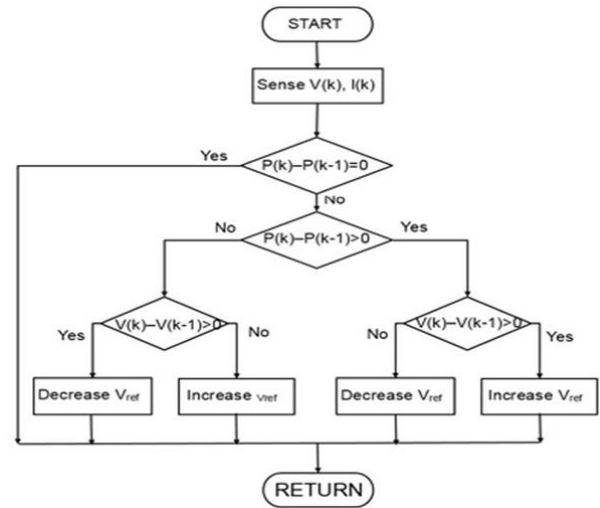 START
Sense V(k), I(k)
Yes
P(k)–P(k-1)=0
No
No
P(k)–P(k-1)>0
Yes
Yes
V(k)–V(k-1)>0
No
No
V(k)–V(k-1)>0
Yes
Decrease Vref
Increase Vref
Decrease Vref
Increase Vref
RETURN